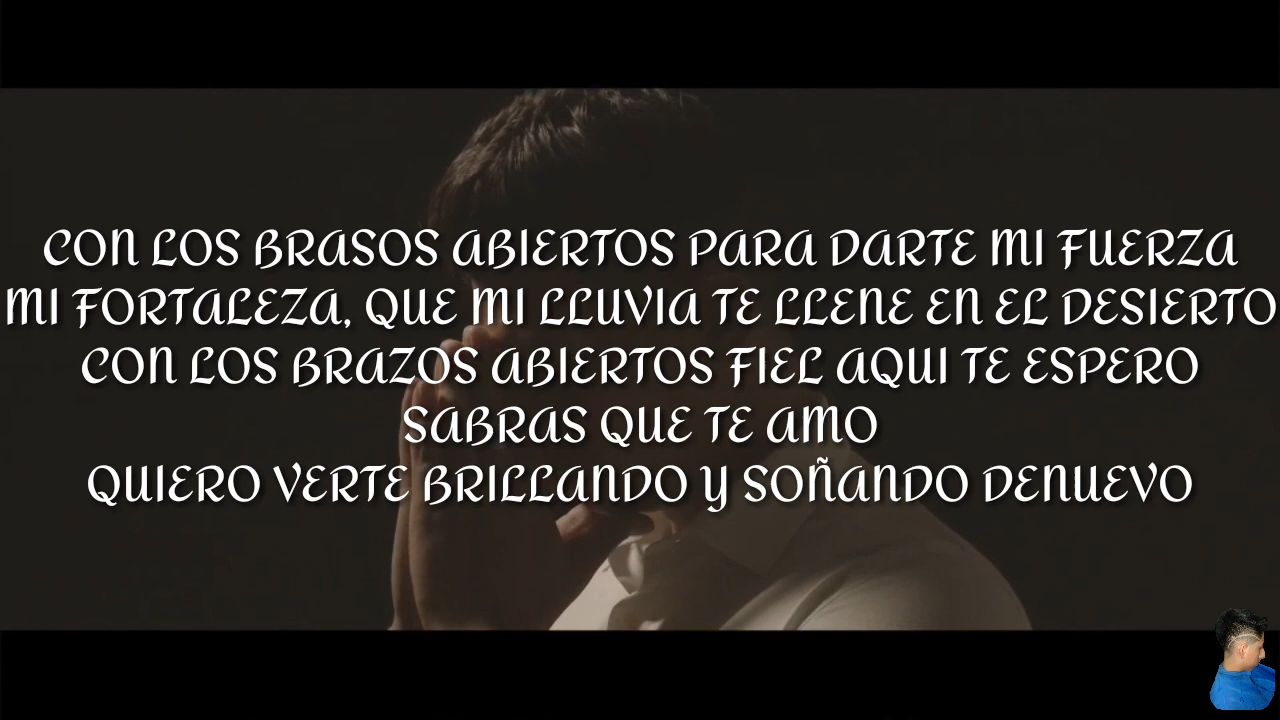 CON LOS BRASOS ABIERTOS PARA DARTE MI FUERZA
MI FORTALEZA, QUE MI LLUVIA TE LLENE EN EL DESIERTO
CON LOS BRAZOS ABIERTOS FIEL AQUI TE ESPERO
SABRAS QUE TE AMO
QUIERO VERTE BRILLANDO Y SOÑANDO DENUEVO